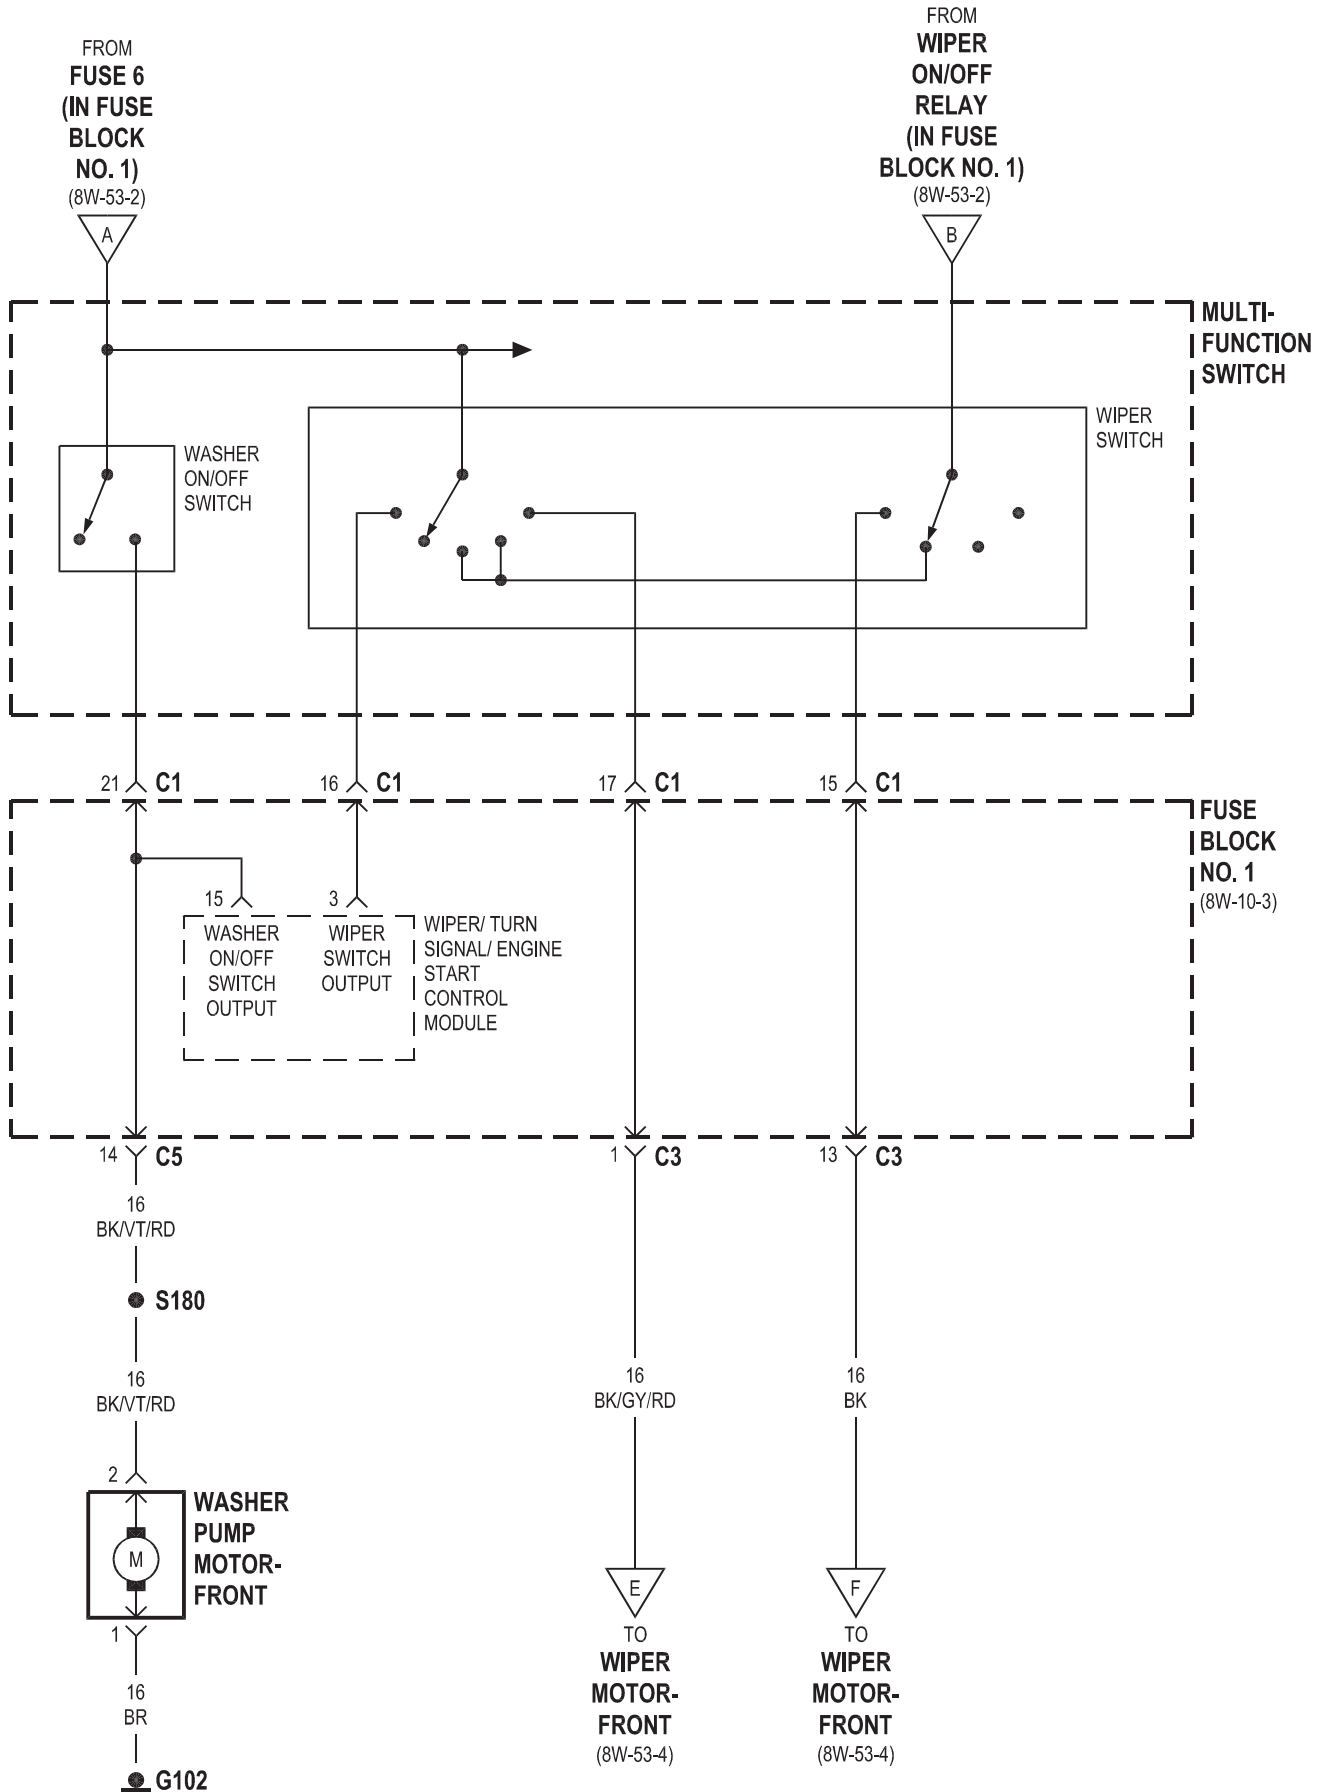 FROM
FUSE 6
(IN FUSE
BLOCK
NO. 1)
(8W-53-2)
A
FROM
WIPER
ON/OFF
RELAY
(IN FUSE
BLOCK NO. 1)
(8W-53-2)
B
MULTI-
FUNCTION
SWITCH
WASHER
ON/OFF
SWITCH
WIPER
SWITCH
21 C1
16 C1
17 C1
15 C1
FUSE
BLOCK
NO. 1
(8W-10-3)
15
3
WASHER
ON/OFF
SWITCH
OUTPUT
WIPER
SWITCH
OUTPUT
WIPER/ TURN
SIGNAL/ ENGINE
START
CONTROL
MODULE
14 C5
1 C3
13 C3
16
BK/VT/RD
S180
16
BK/VT/RD
16
BK/GY/RD
16
BK
2
WASHER
PUMP
MOTOR-
FRONT
M
1
16
BR
G102
E
TO
WIPER
MOTOR-
FRONT
(8W-53-4)
F
TO
WIPER
MOTOR-
FRONT
(8W-53-4)